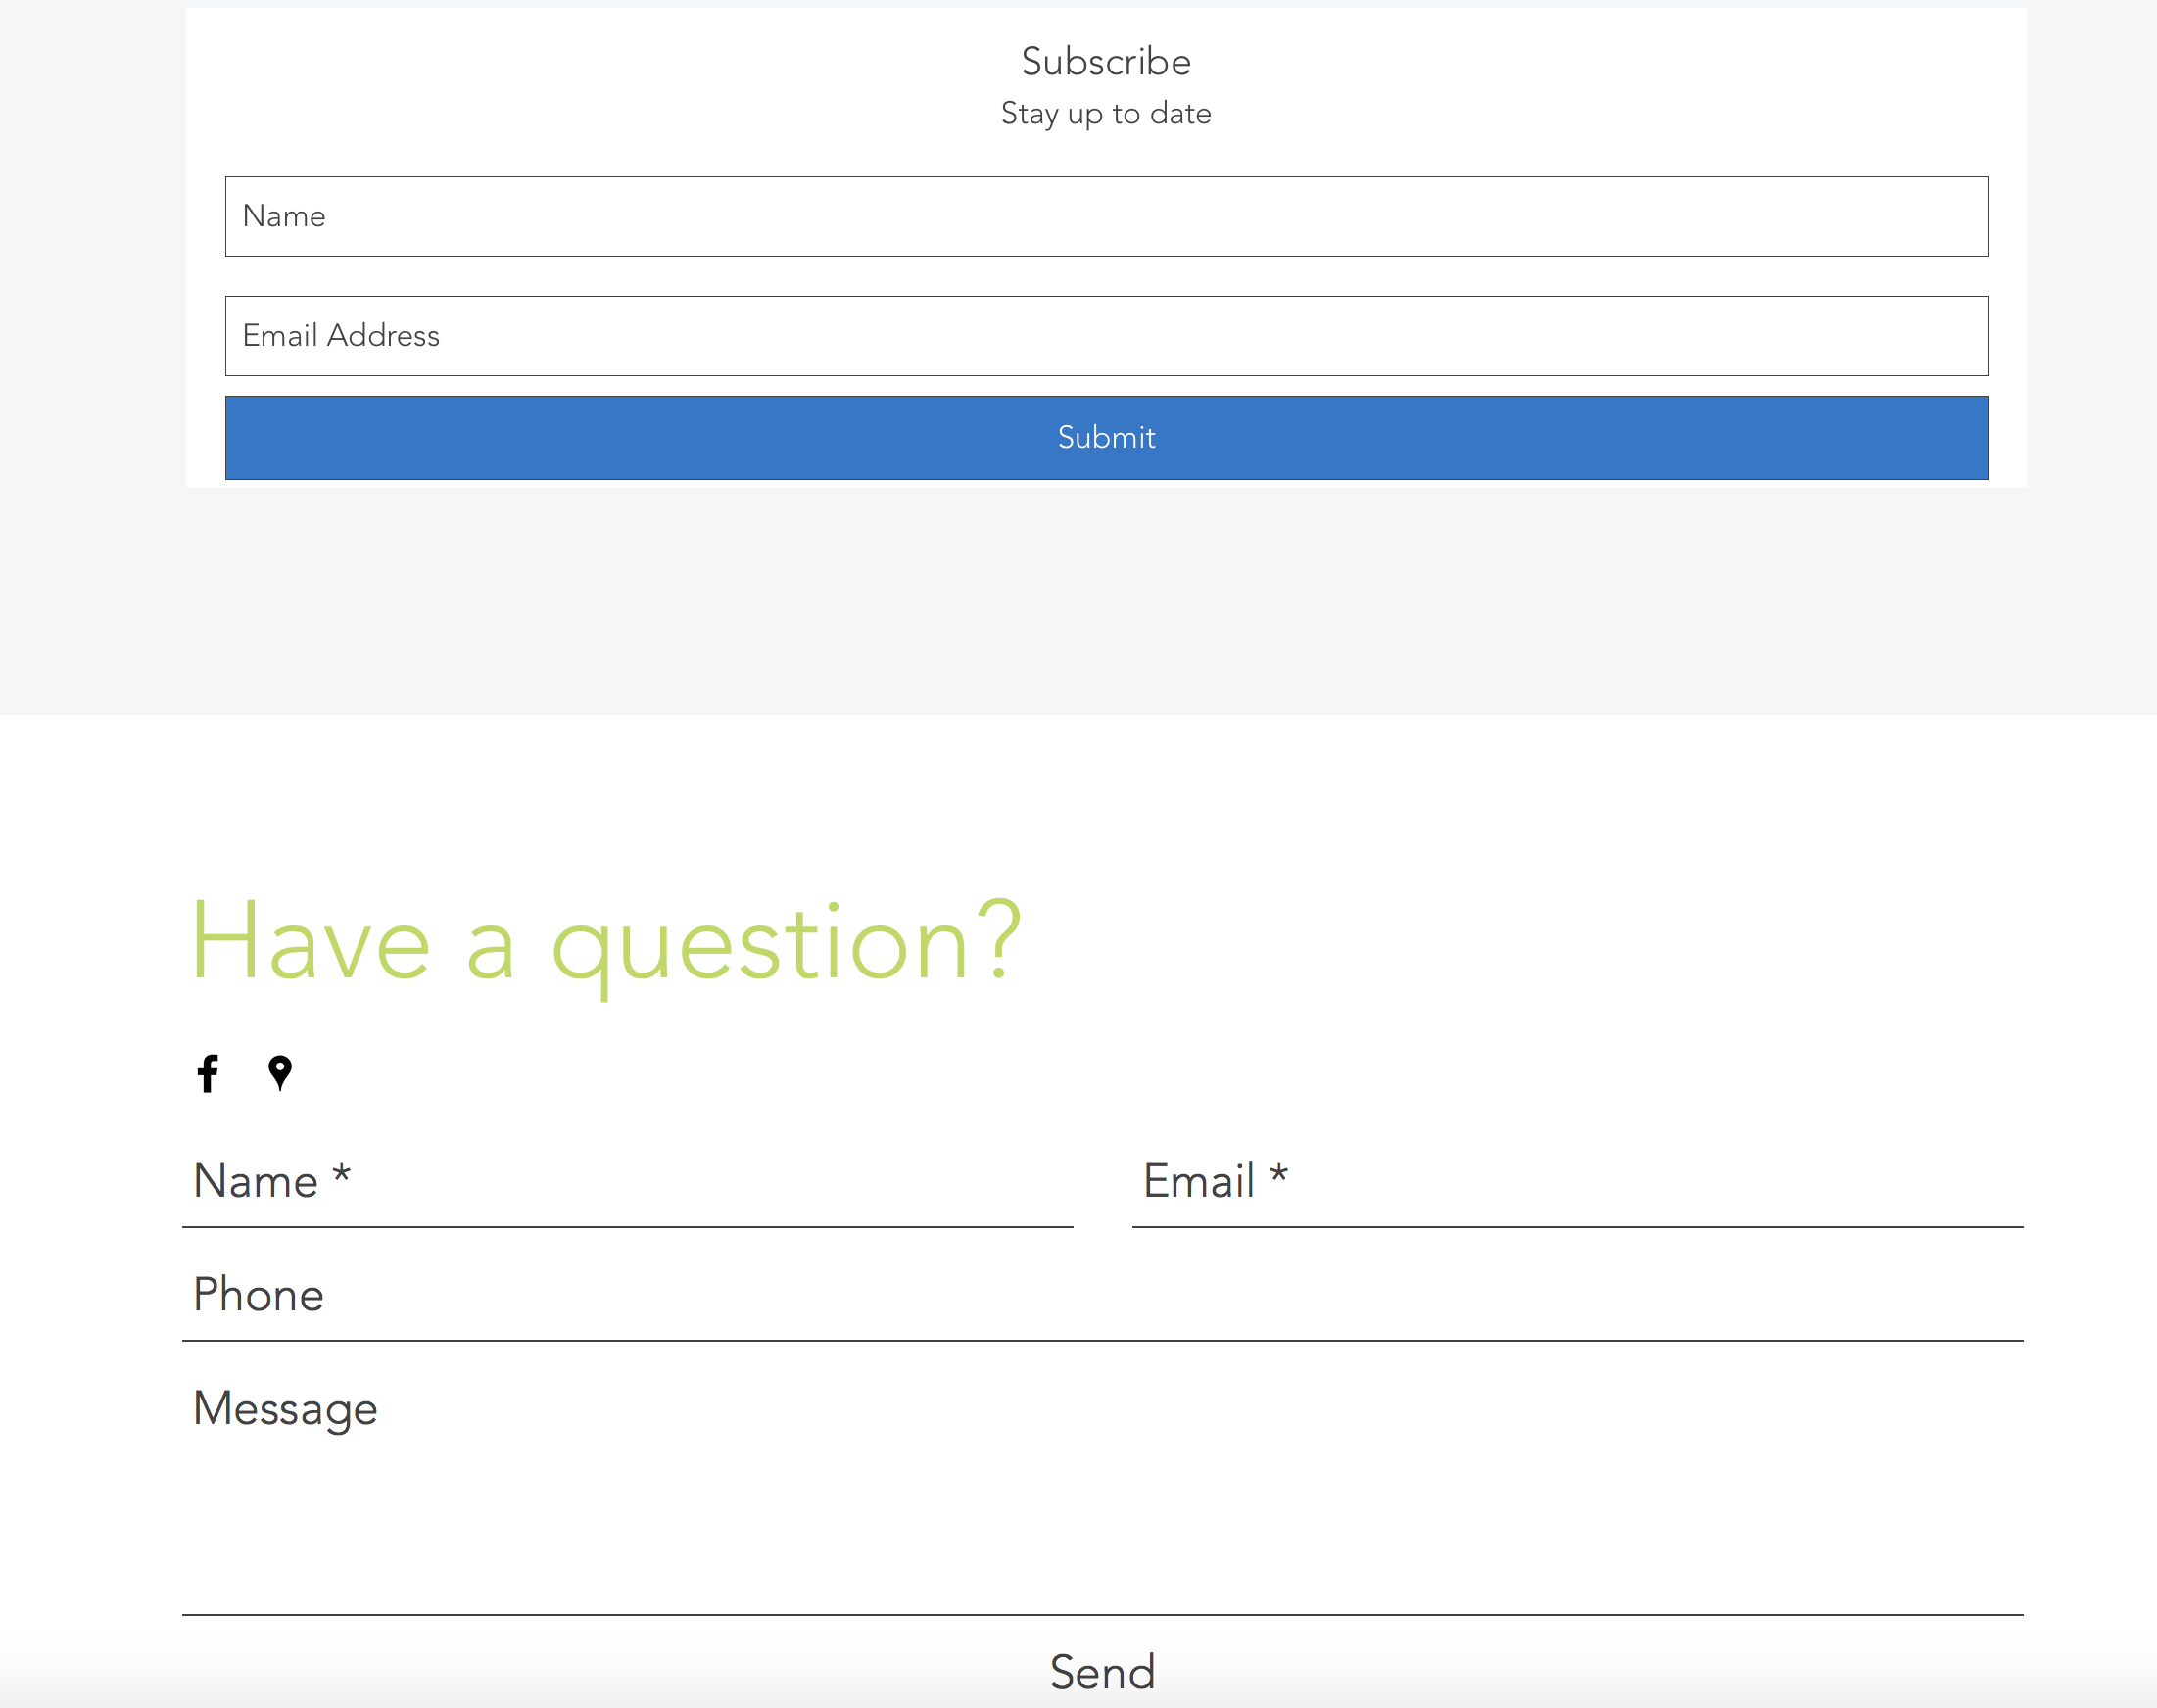 Subscribe
Stay up to date
Name
Email Address
Submit
Have a question?
Name *
Email *
Phone
Message
Send